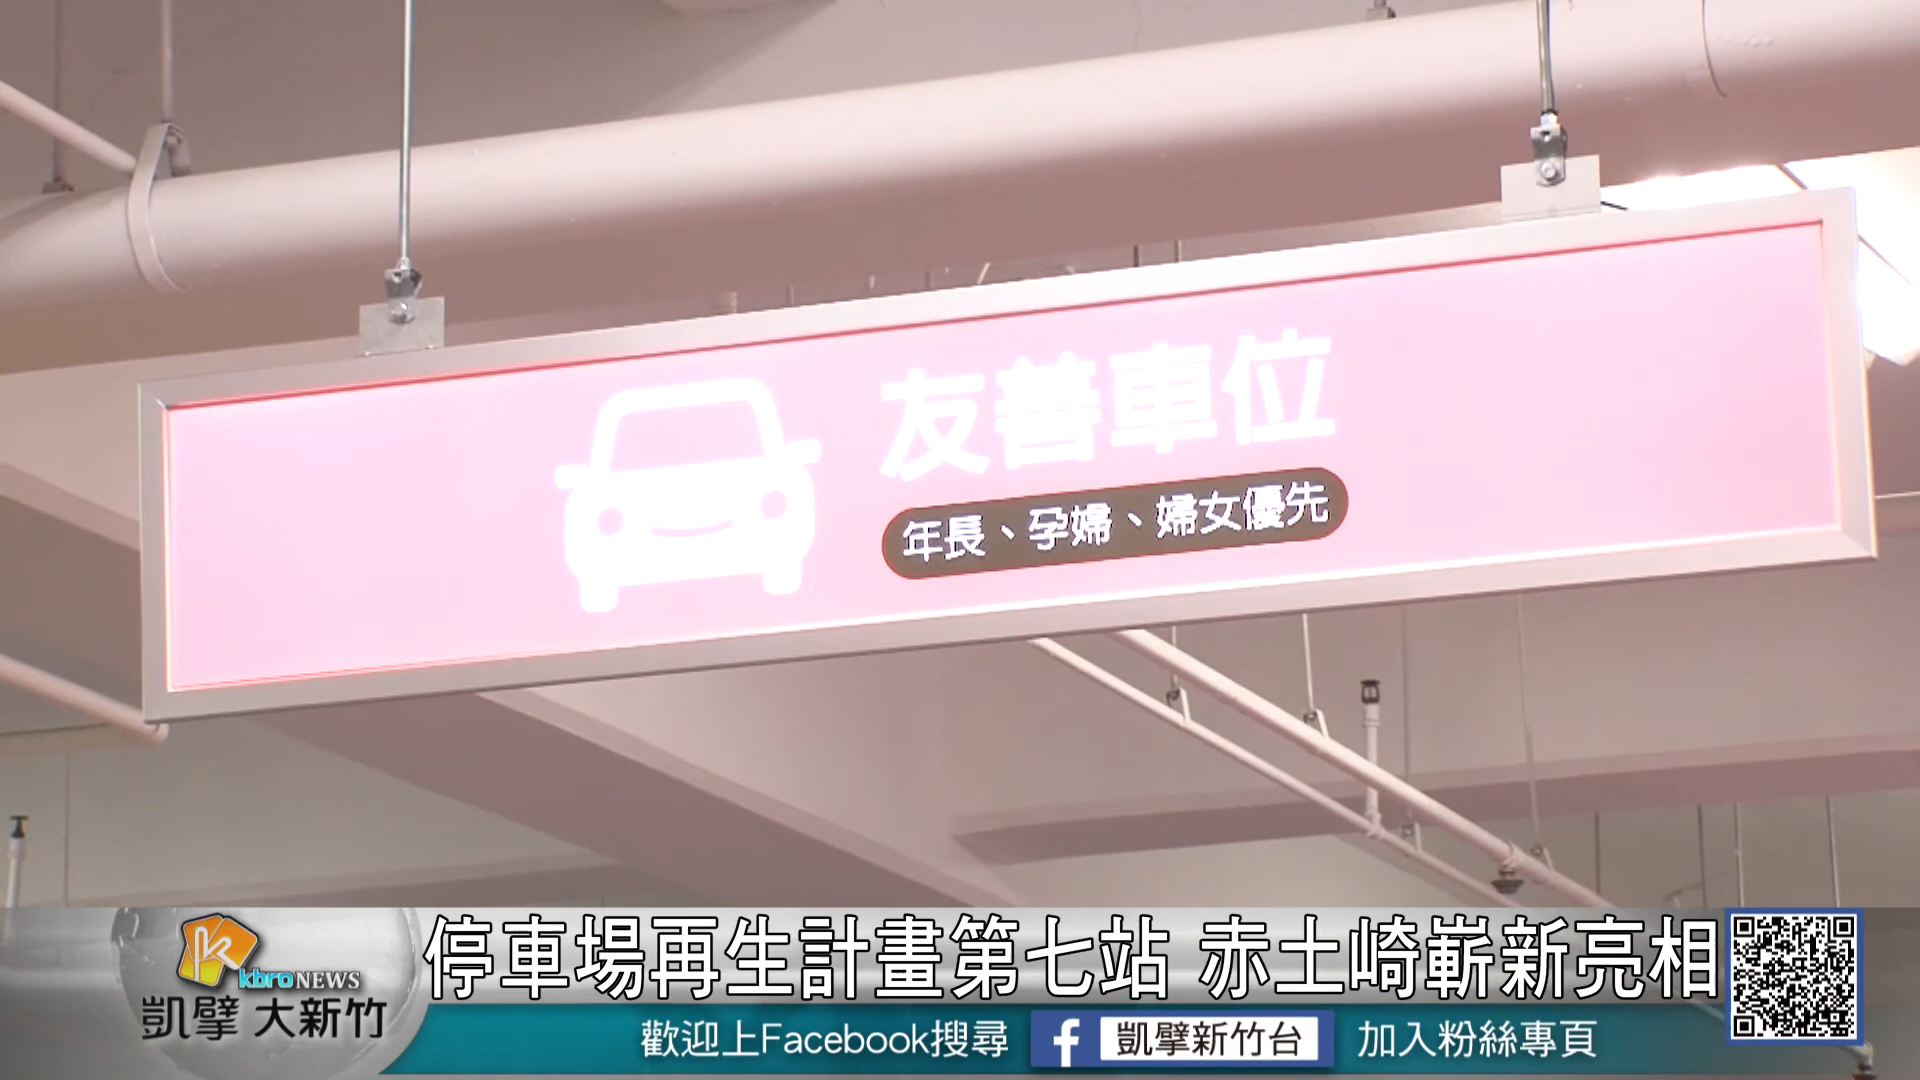 友善車位
年長、孕婦、婦女優先
kbro NEWS
凱擘 大新竹
停車場再生計畫第七站 赤土崎嶄新亮相
歡迎上Facebook搜尋 f 凱擘新竹台 加入粉絲專頁